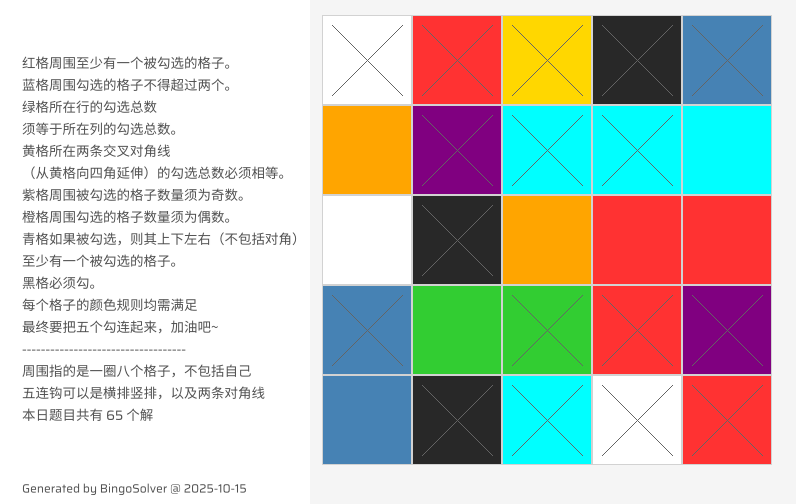 红格周围至少有一个被勾选的格子。
蓝格周围勾选的格子不得超过两个。
绿格所在行的勾选总数
须等于所在列的勾选总数。
黄格所在两条交叉对角线
（从黄格向四角延伸）的勾选总数必须相等。
紫格周围被勾选的格子数量须为奇数。
橙格周围勾选的格子数量须为偶数。
青格如果被勾选，则其上下左右（不包括对角）
至少有一个被勾选的格子。
黑格必须勾。
每个格子的颜色规则均需满足
最终要把五个勾连起来，加油吧~
-----------------------------------
周围指的是一圈八个格子，不包括自己
五连钩可以是横排竖排，以及两条对角线
本日题目共有 65 个解
Generated by BingoSolver @ 2025-10-15